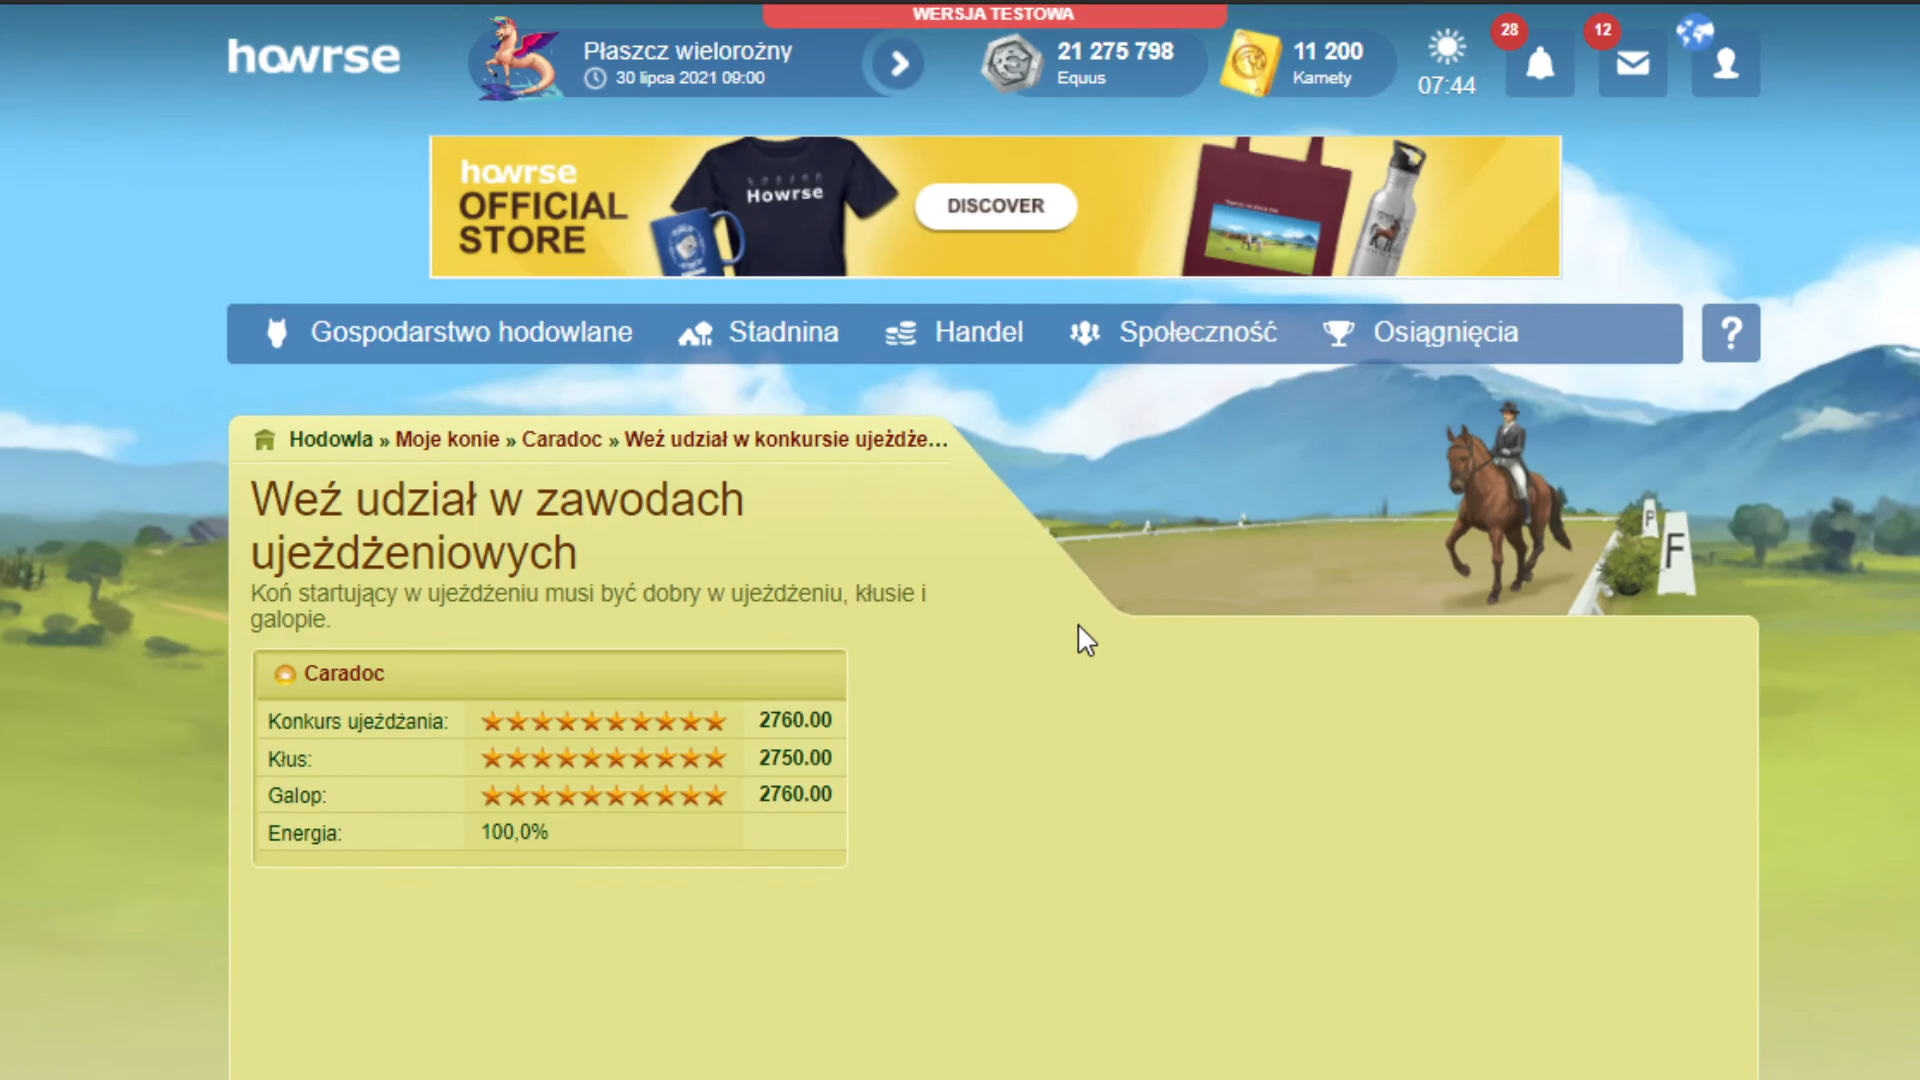 WERSJA TESTOWA
howrse
Płaszcz wielorożny
30 lipca 2021 09:00
21 275 798
Equus
11 200
Karnety
07:44
28
12
howrse
OFFICIAL
STORE
Howrse
DISCOVER
Gospodarstwo hodowlane
Stadnina
Handel
Społeczność
Osiągnięcia
?
Hodowla » Moje konie » Caradoc » Weź udział w konkursie ujeżdże...
Weź udział w zawodach
ujeżdżeniowych
Koń startujący w ujeżdżeniu musi być dobry w ujeżdżeniu, kłusie i
galopie.
P
F
Caradoc
Konkurs ujeżdżania: 2760.00
Kłus: 2750.00
Galop: 2760.00
Energia: 100,0%